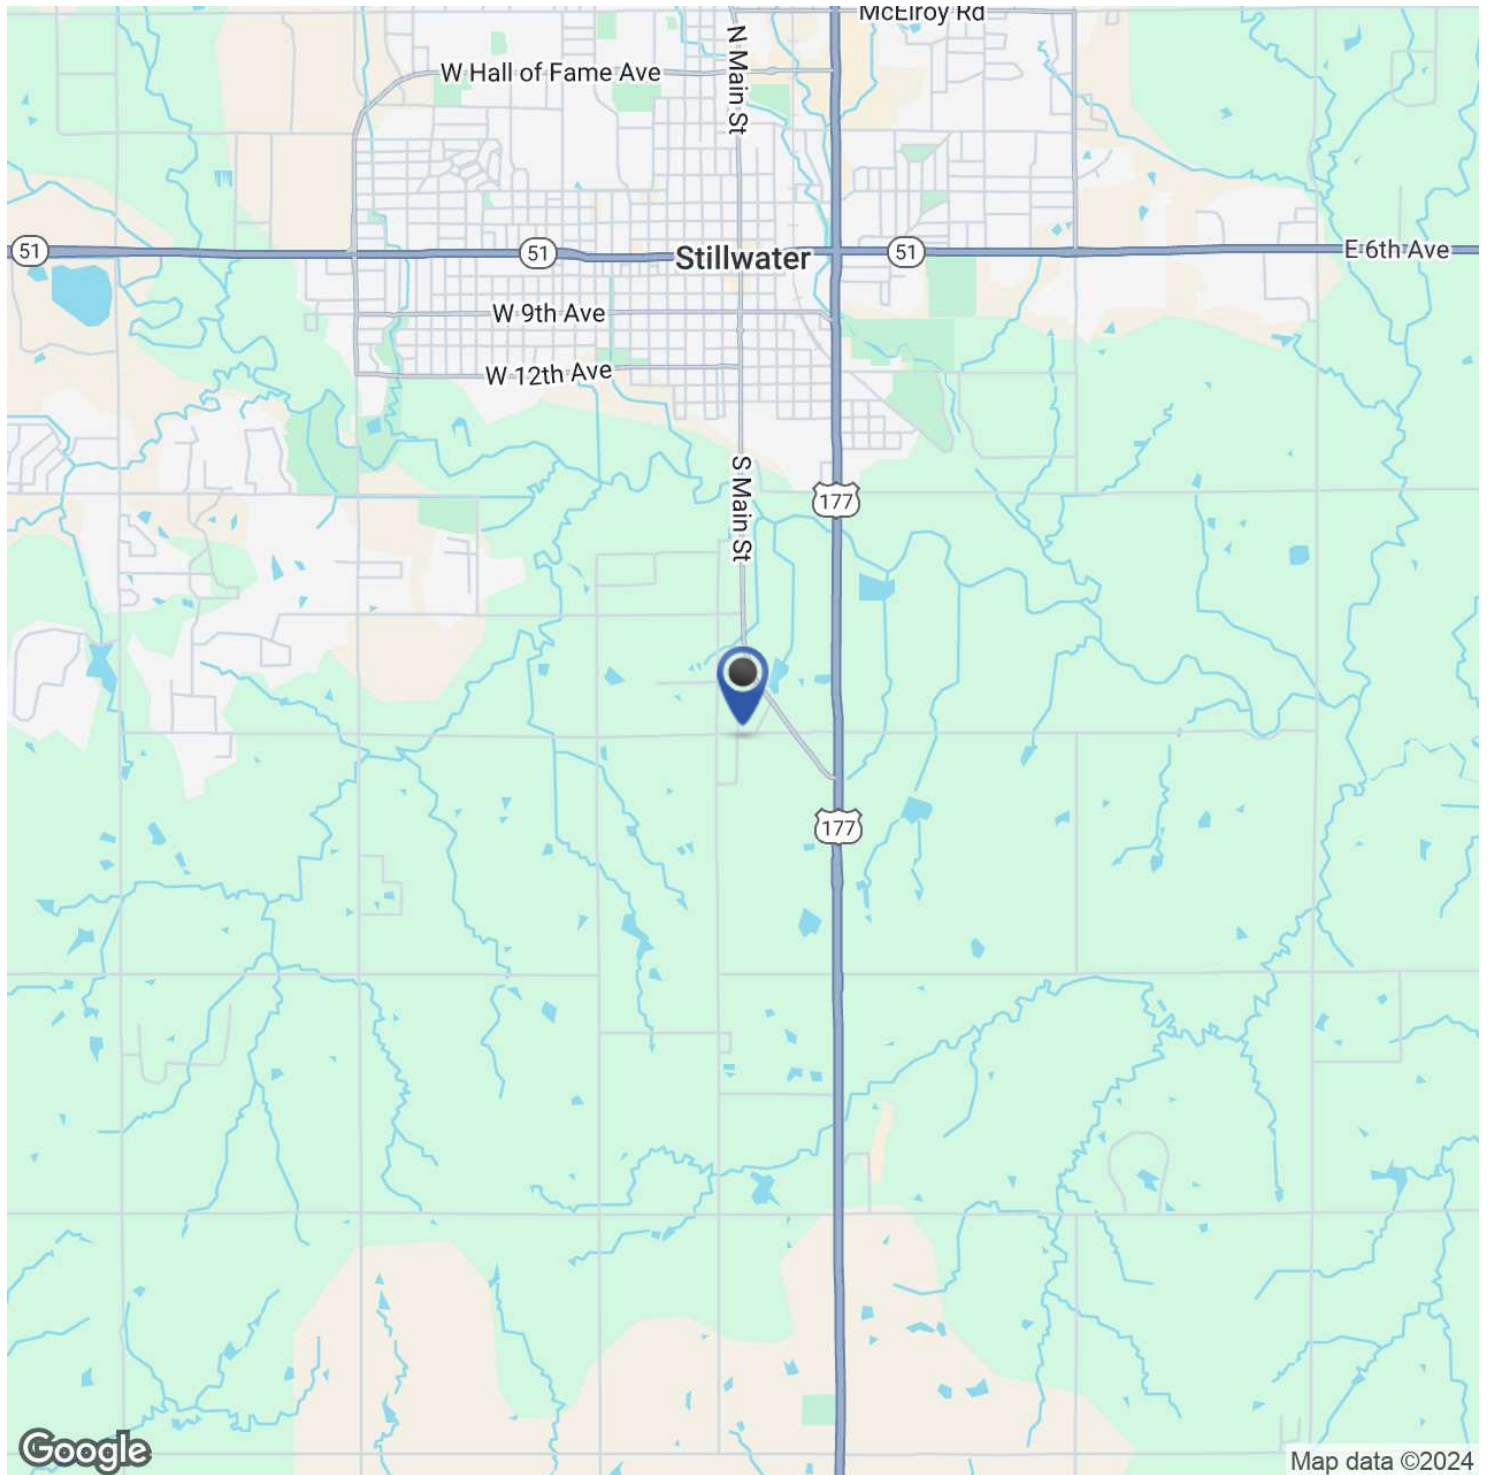 McElroy Rd
N Main St
W Hall of Fame Ave
51
51
Stillwater
51
E 6th Ave
W 9th Ave
W 12th Ave
S Main St
177
177
Google
Map data ©2024